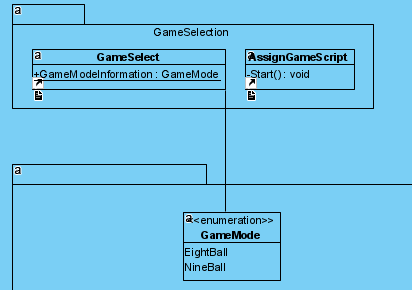 a
GameSelection
a
GameSelect
+GameModeInformation : GameMode
a
AssignGameScript
-Start() : void
a
a
<<enumeration>>
GameMode
EightBall
NineBall